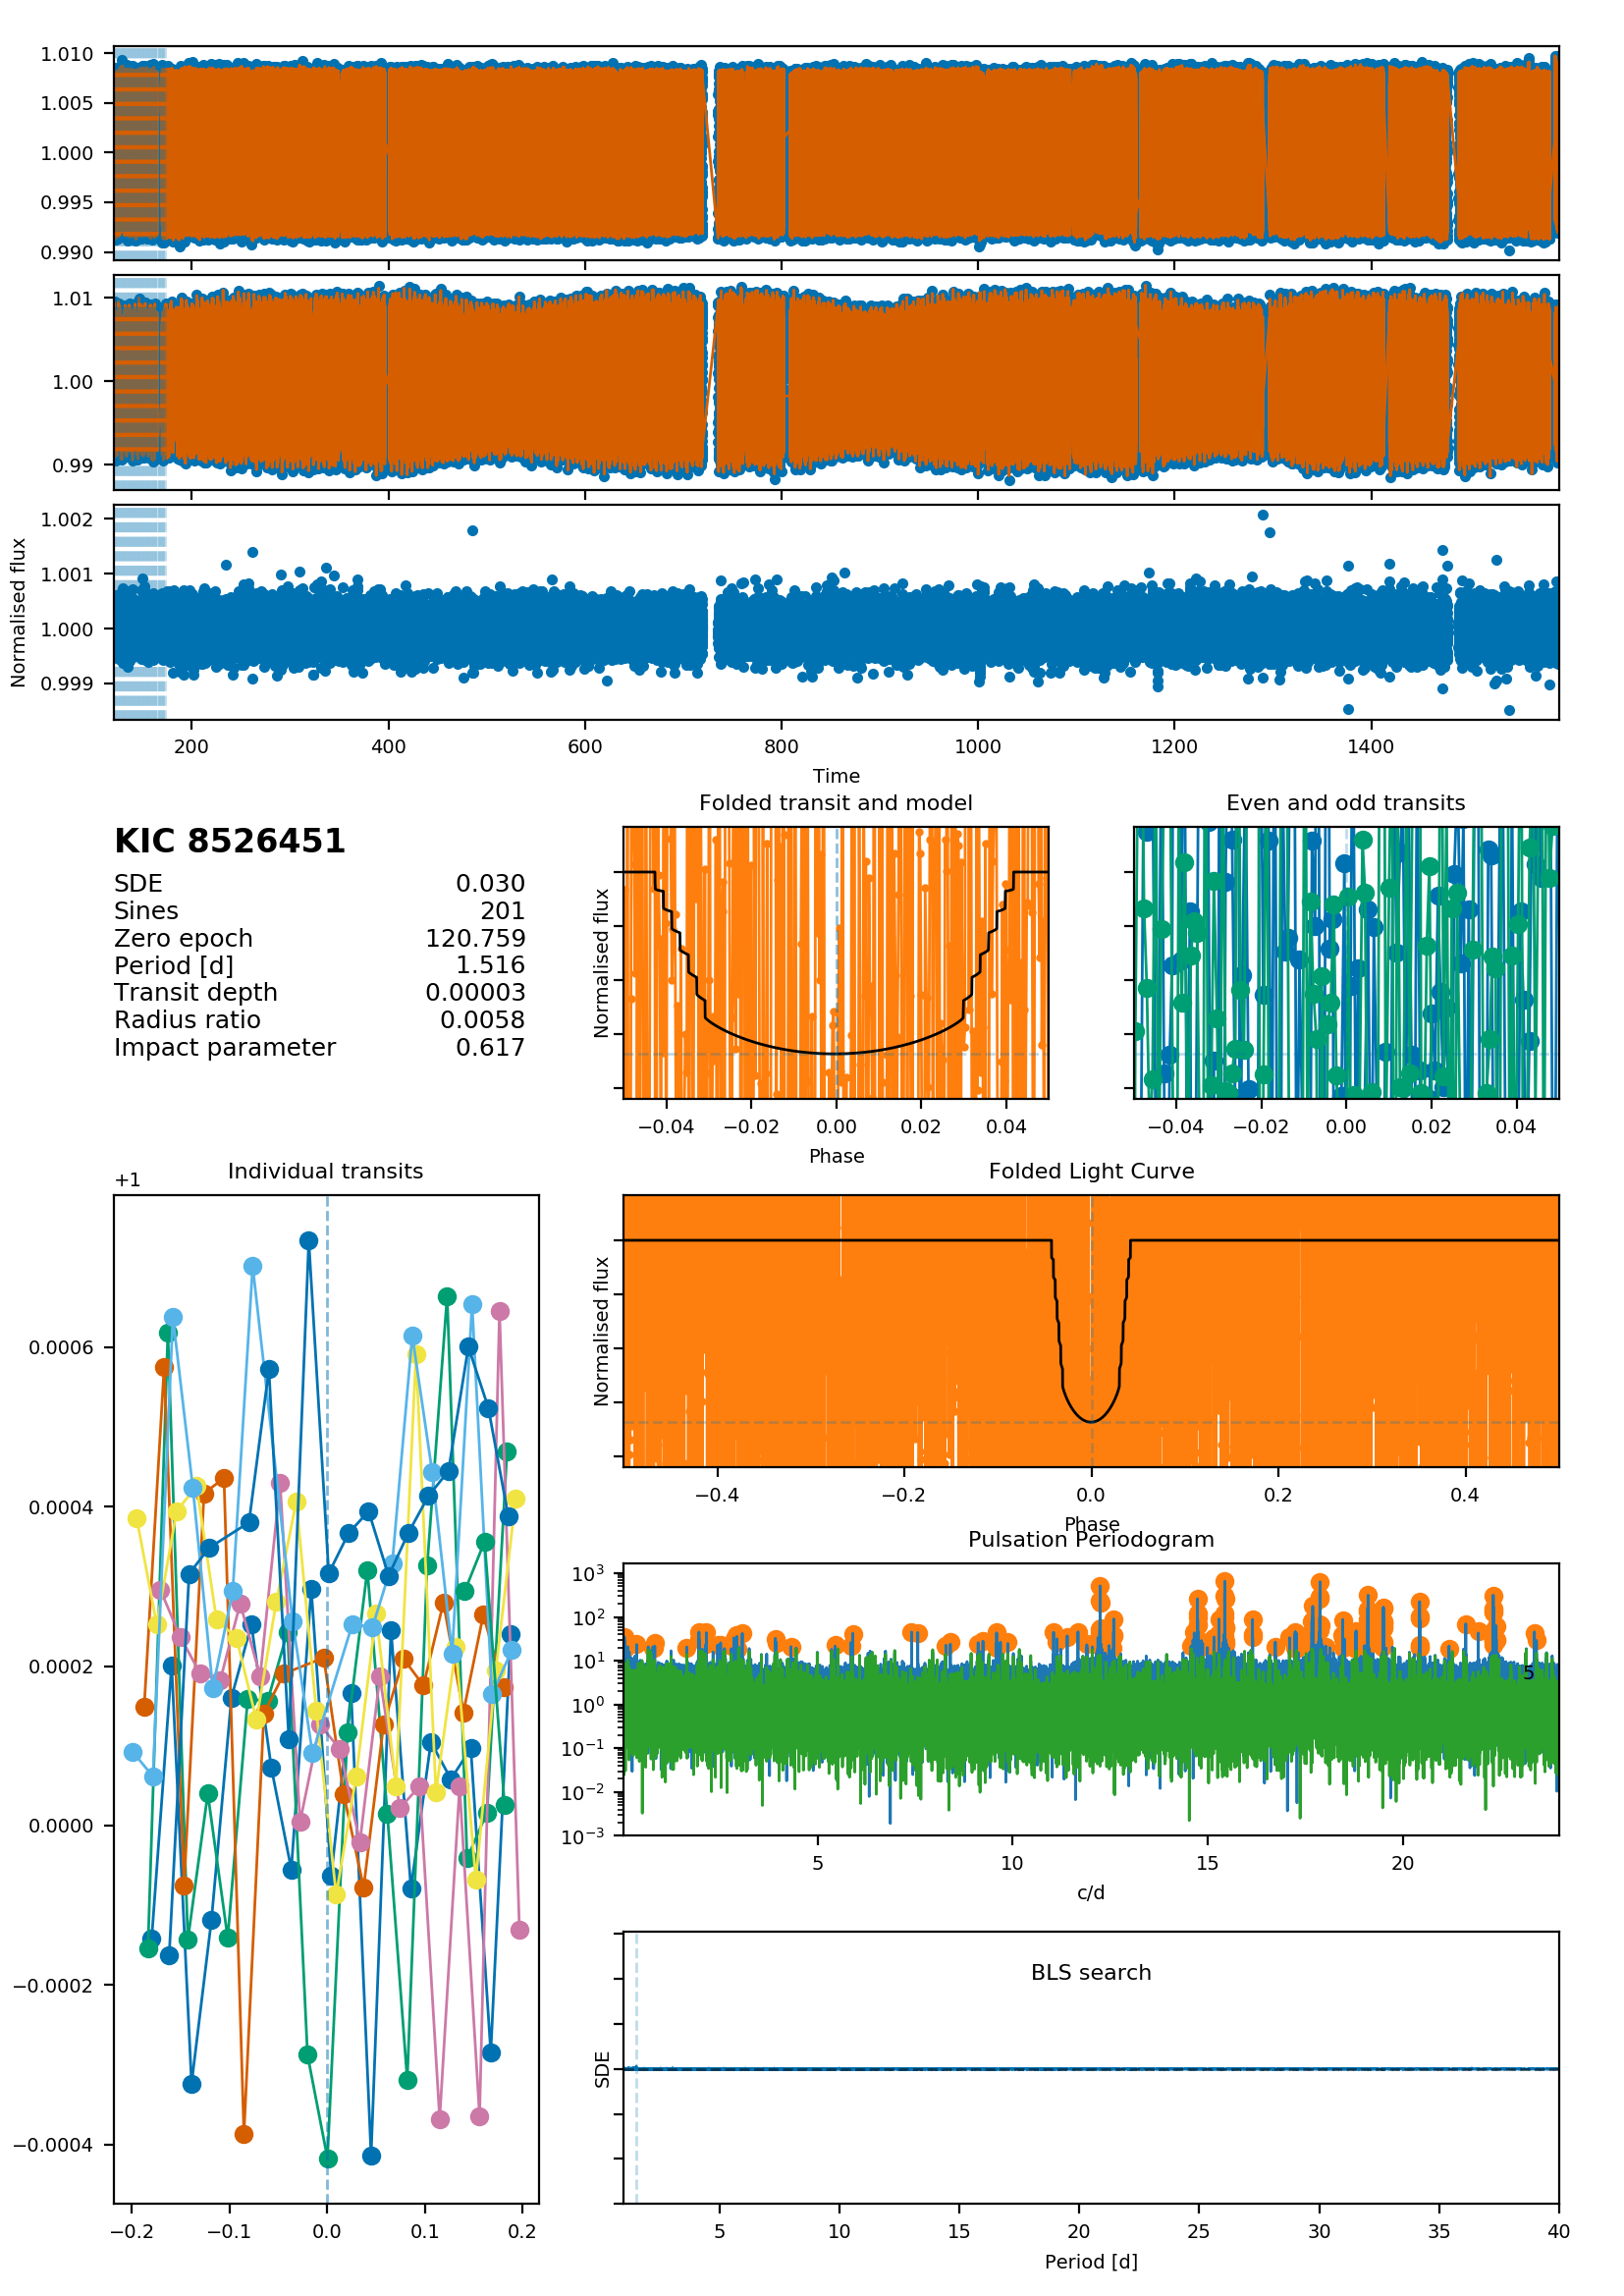 1.010
1.005
1.000
0.995
0.990
1.01
1.00
0.99
Normalised flux
1.002
1.001
1.000
0.999
200 400 600 800 1000 1200 1400
Time
KIC 8526451
SDE 0.030
Sines 201
Zero epoch 120.759
Period [d] 1.516
Transit depth 0.00003
Radius ratio 0.0058
Impact parameter 0.617
Folded transit and model
Normalised flux
−0.04 −0.02 0.00 0.02 0.04
Phase
Even and odd transits
−0.04 −0.02 0.00 0.02 0.04
Individual transits
+1
0.0006
0.0004
0.0002
0.0000
−0.0002
−0.0004
−0.2 −0.1 0.0 0.1 0.2
Folded Light Curve
Normalised flux
−0.4 −0.2 0.0 0.2 0.4
Phase
Pulsation Periodogram
10³
10²
10¹
10⁰
10⁻¹
10⁻²
10⁻³
5
5 10 15 20
c/d
BLS search
SDE
5 10 15 20 25 30 35 40
Period [d]